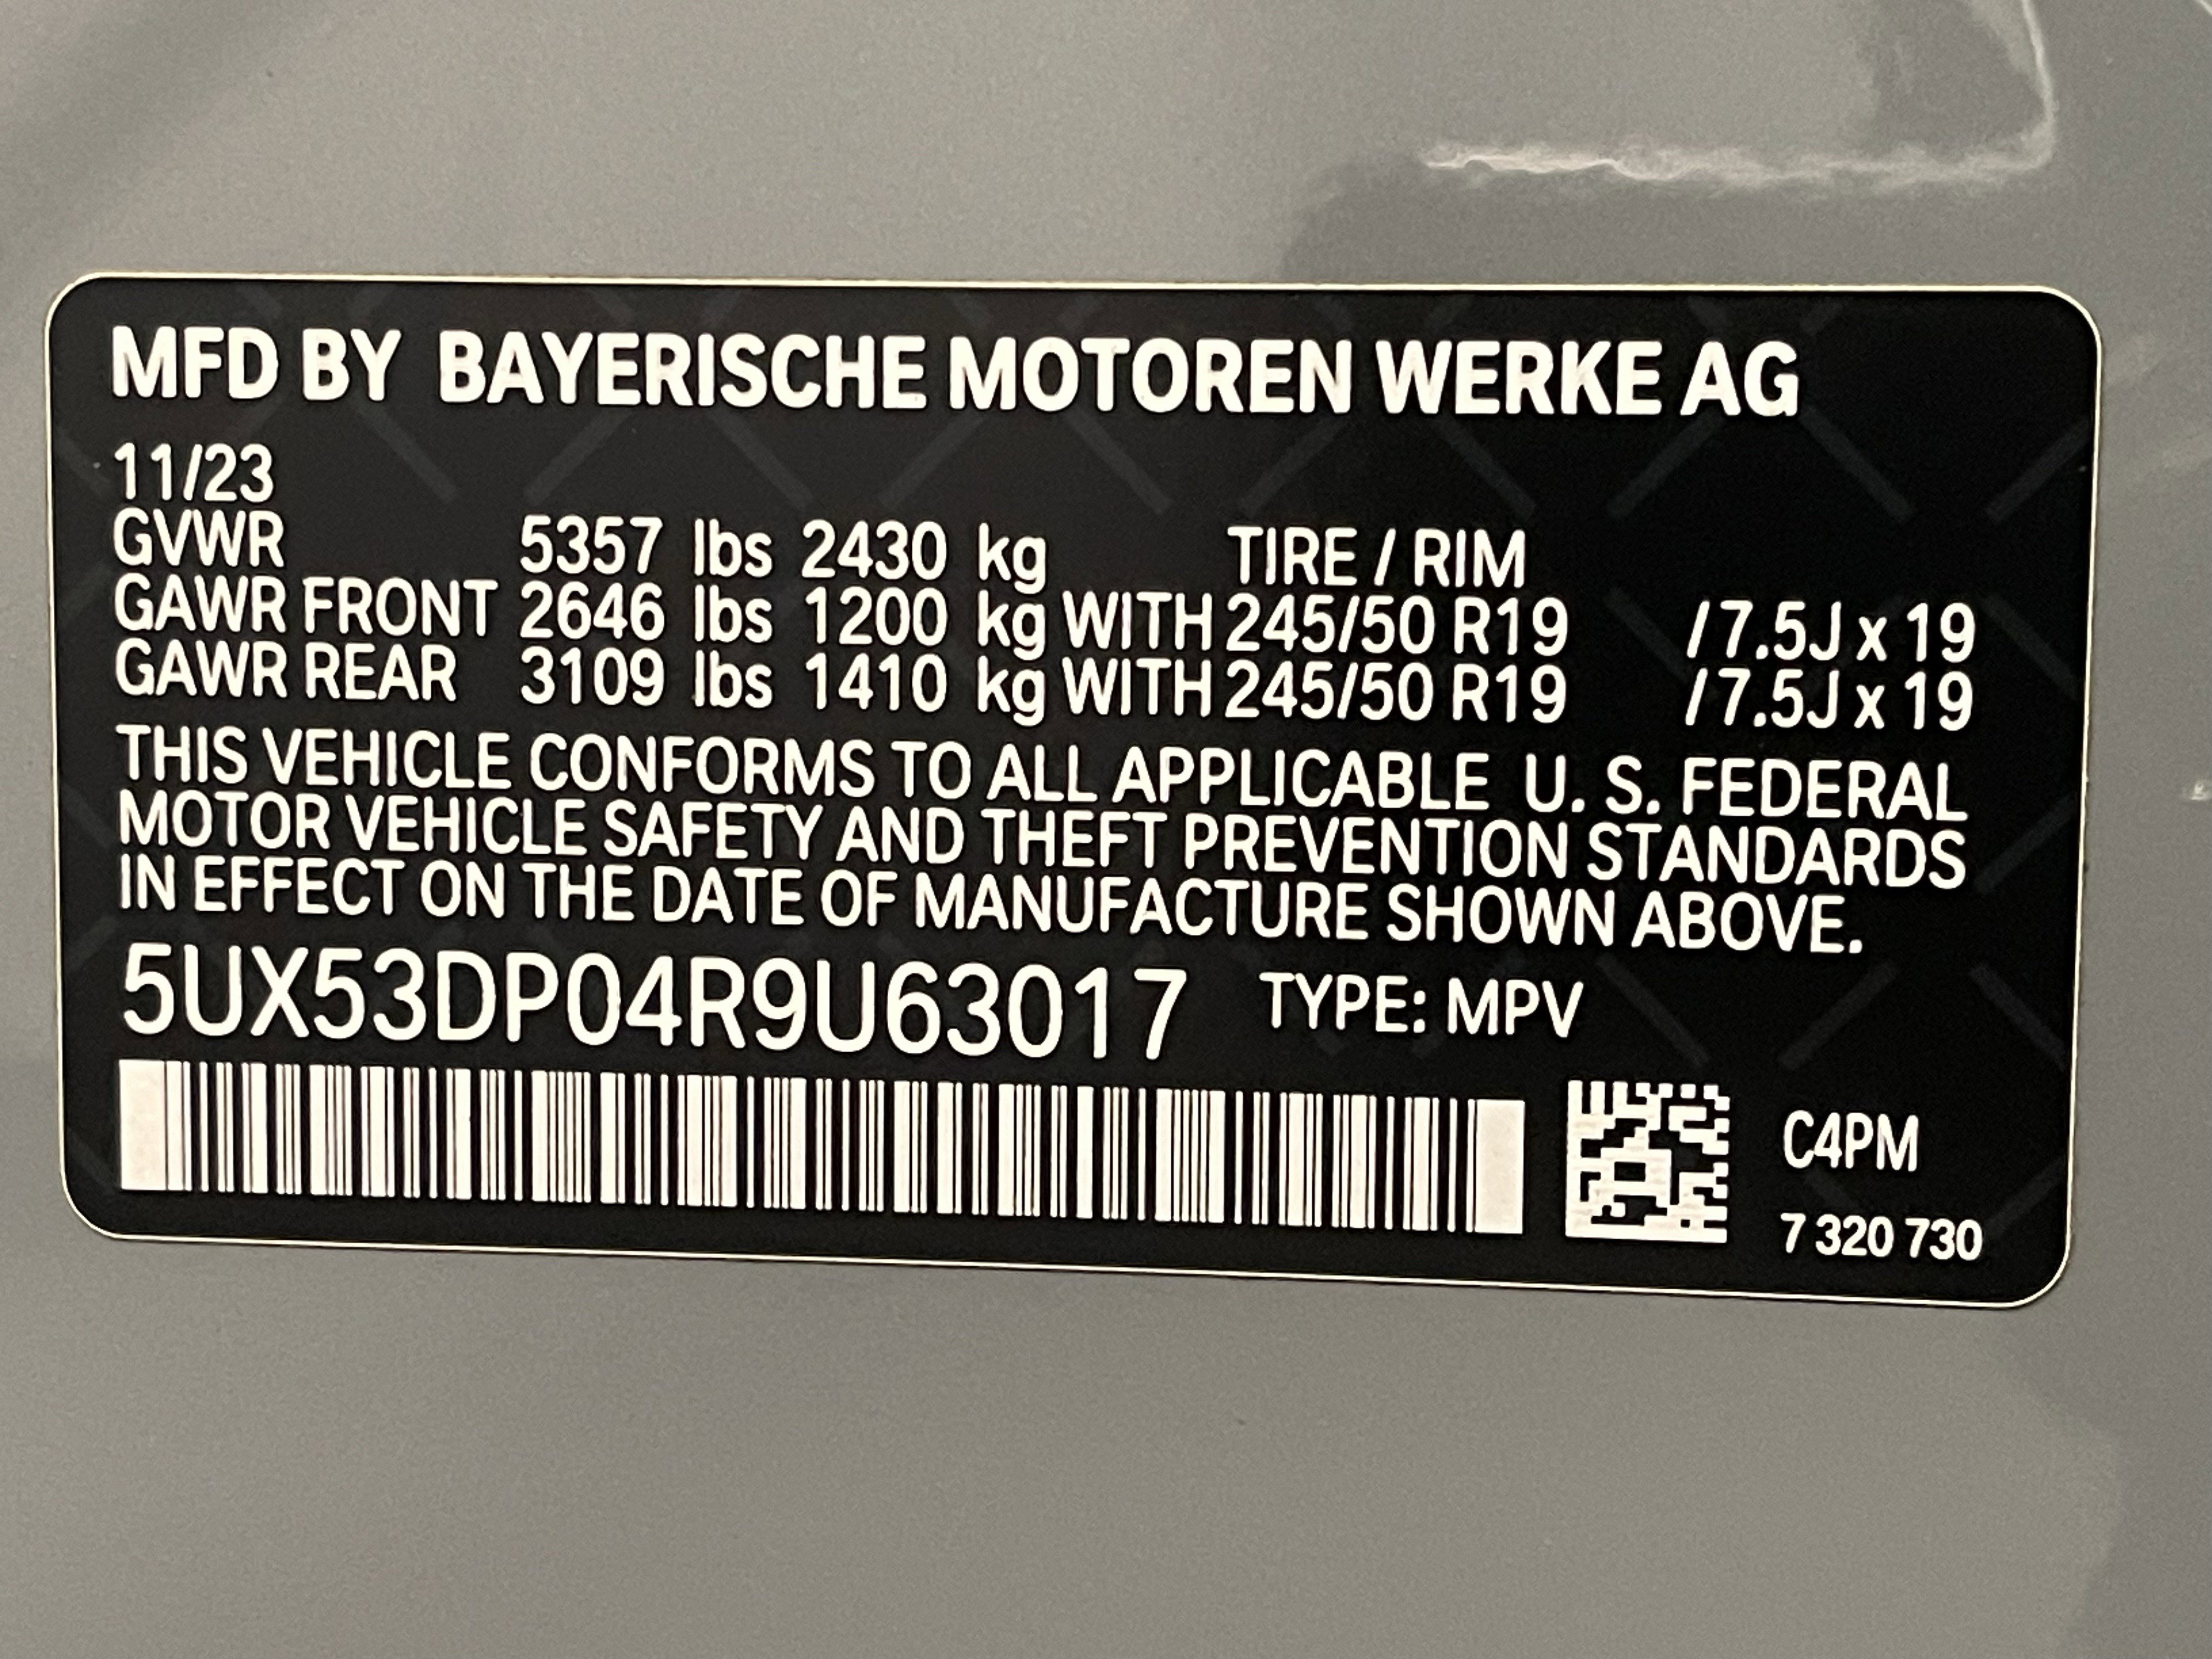 MFD BY BAYERISCHE MOTOREN WERKE AG
11/23
GVWR 5357 lbs 2430 kg TIRE / RIM
GAWR FRONT 2646 lbs 1200 kg WITH 245/50 R19 / 7.5J x 19
GAWR REAR 3109 lbs 1410 kg WITH 245/50 R19 / 7.5J x 19
THIS VEHICLE CONFORMS TO ALL APPLICABLE U. S. FEDERAL
MOTOR VEHICLE SAFETY AND THEFT PREVENTION STANDARDS
IN EFFECT ON THE DATE OF MANUFACTURE SHOWN ABOVE.
5UX53DP04R9U63017 TYPE: MPV
C4PM
7 320 730